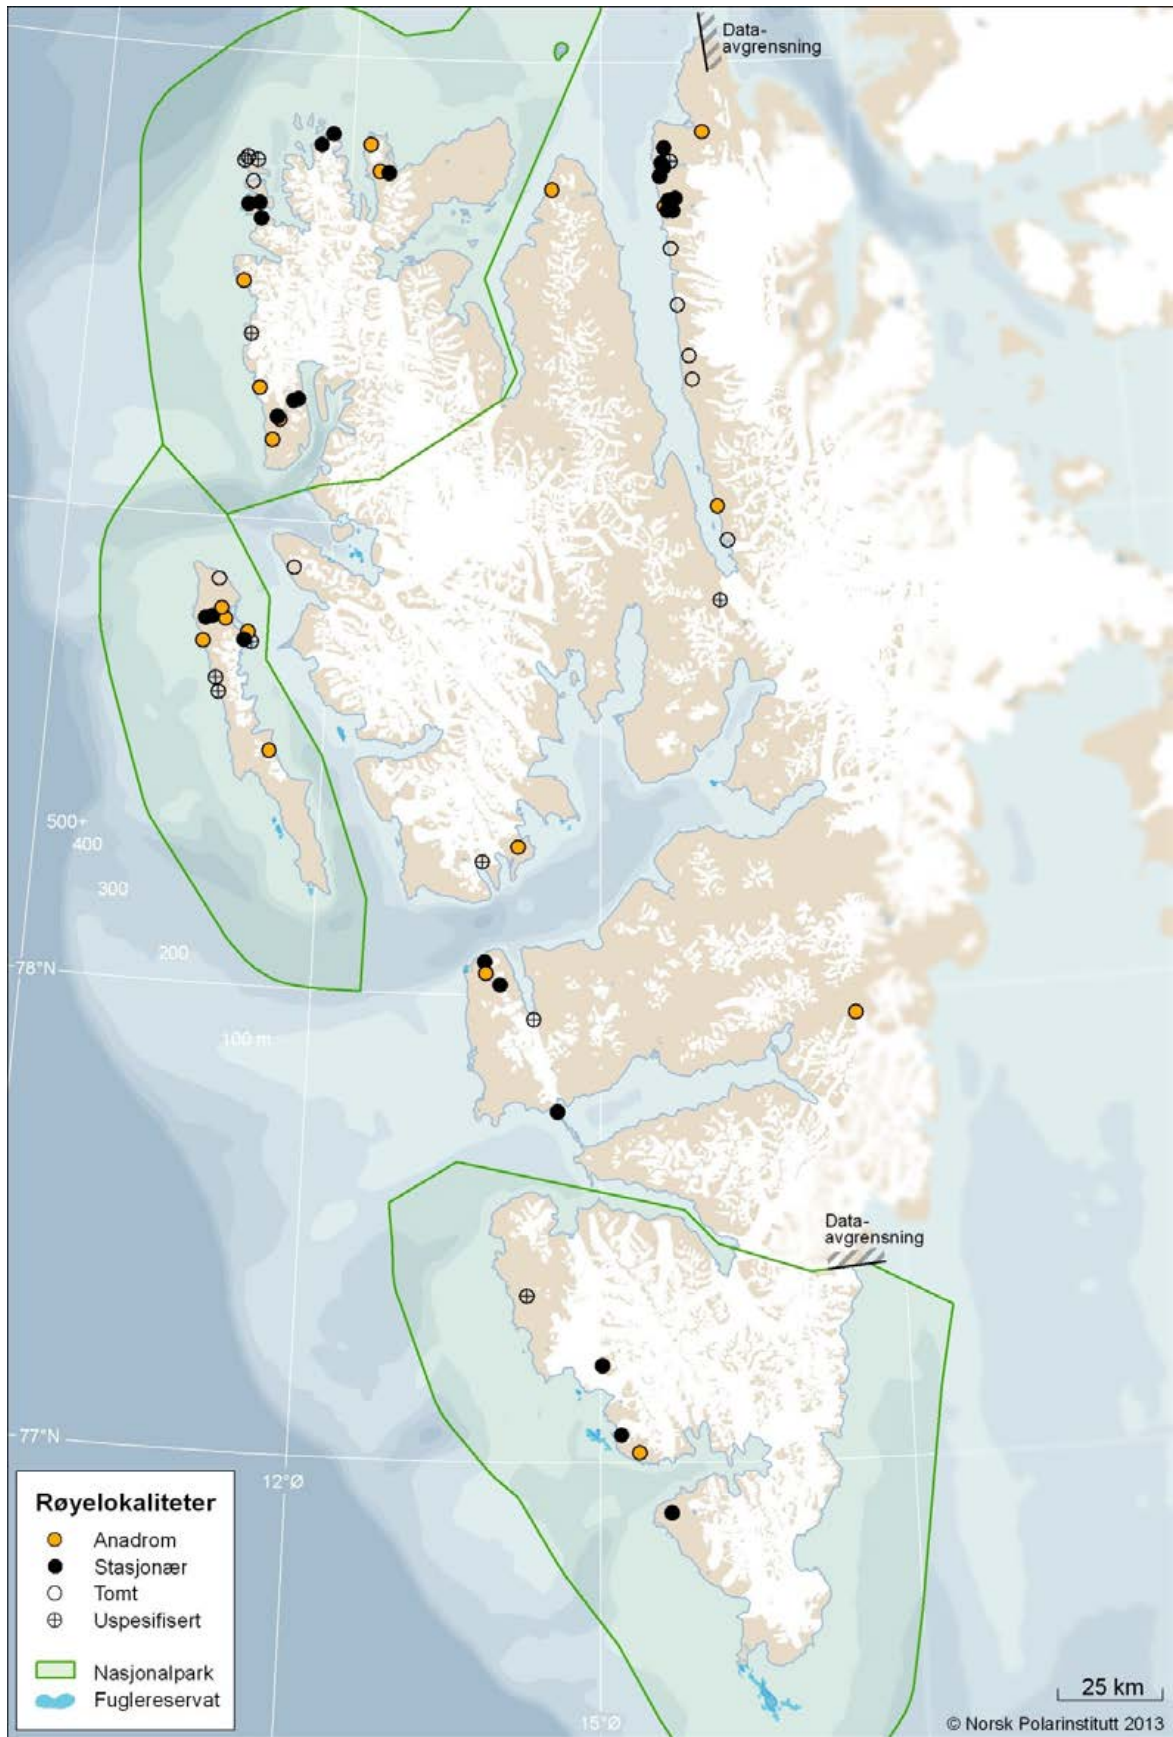 Data-
avgrensning
500+
400
300
200
78°N
100 m
Data-
avgrensning
77°N
12°Ø
15°Ø
Røyelokaliteter
Anadrom
Stasjonær
Tomt
Uspesifisert
Nasjonalpark
Fuglereservat
25 km
© Norsk Polarinstitutt 2013